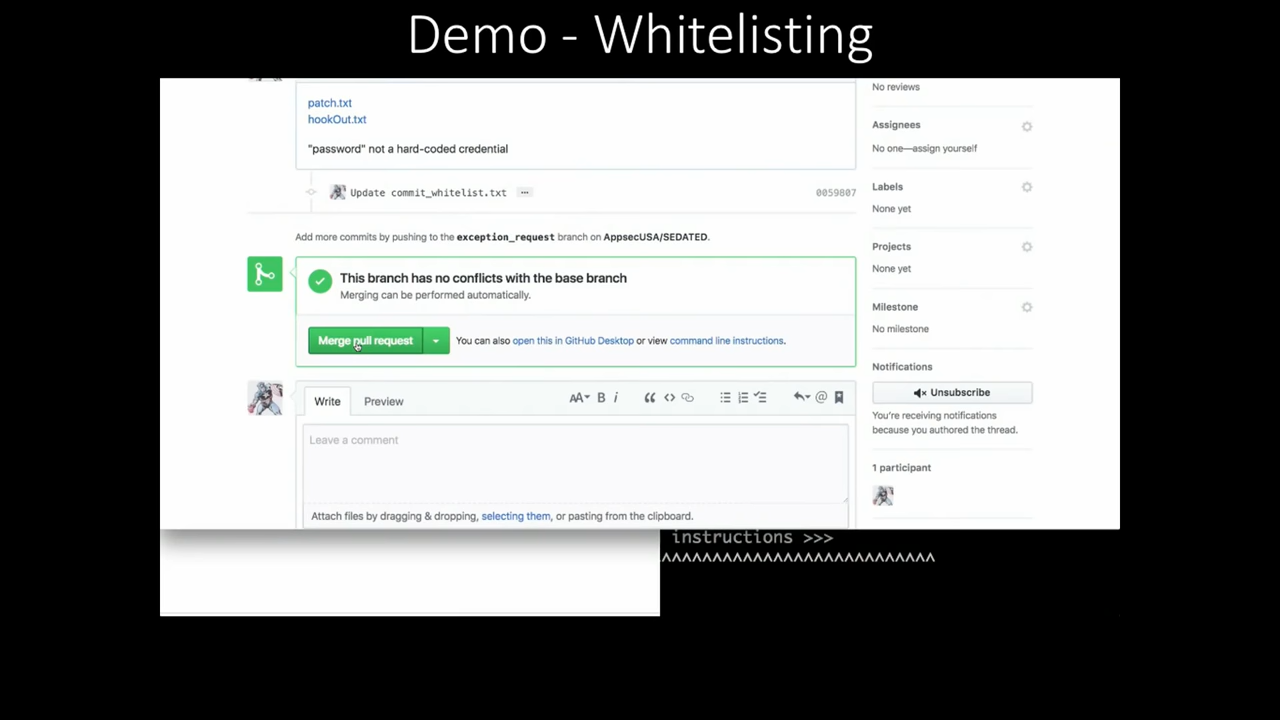 Demo - Whitelisting
No reviews
patch.txt
hookOut.txt
"password" not a hard-coded credential
Update commit_whitelist.txt ...
0059807
Add more commits by pushing to the exception_request branch on AppsecUSA/SEDATED.
This branch has no conflicts with the base branch
Merging can be performed automatically.
Merge pull request
You can also open this in GitHub Desktop or view command line instructions.
Write
Preview
AA B i
Leave a comment
Attach files by dragging & dropping, selecting them, or pasting from the clipboard.
Assignees
No one—assign yourself
Labels
None yet
Projects
None yet
Milestone
No milestone
Notifications
Unsubscribe
You're receiving notifications
because you authored the thread.
1 participant
instructions >>>
^^^^^^^^^^^^^^^^^^^^^^^^^^